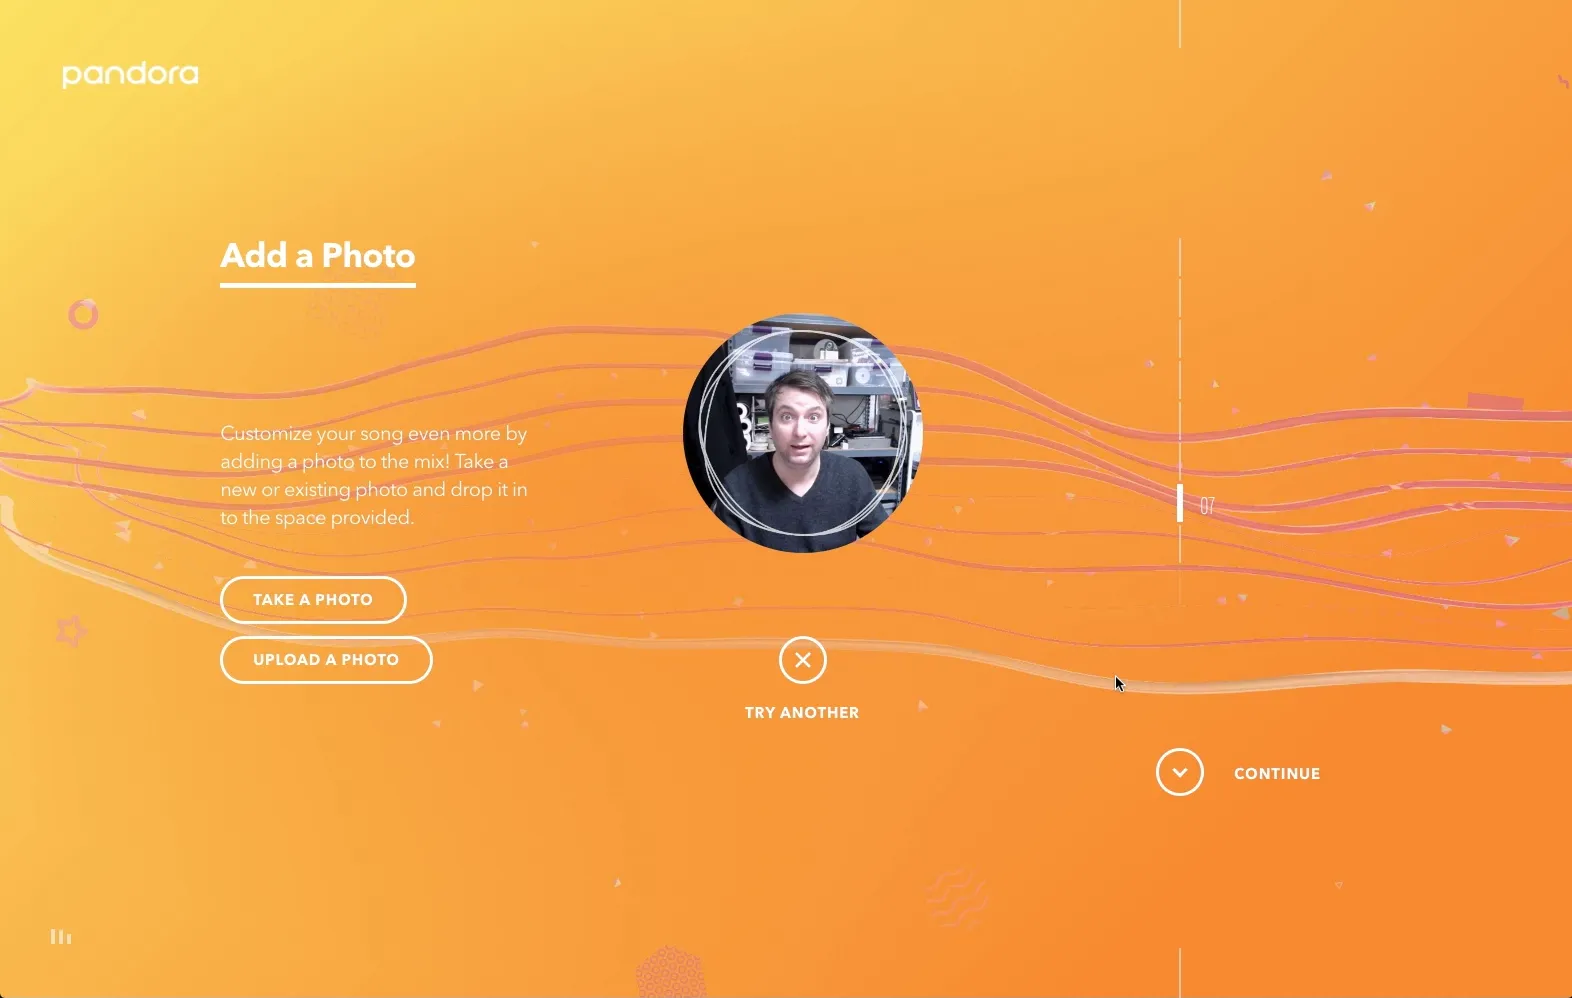 pandora
Add a Photo
Customize your song even more by
adding a photo to the mix! Take a
new or existing photo and drop it in
to the space provided.
TAKE A PHOTO
UPLOAD A PHOTO
TRY ANOTHER
07
CONTINUE